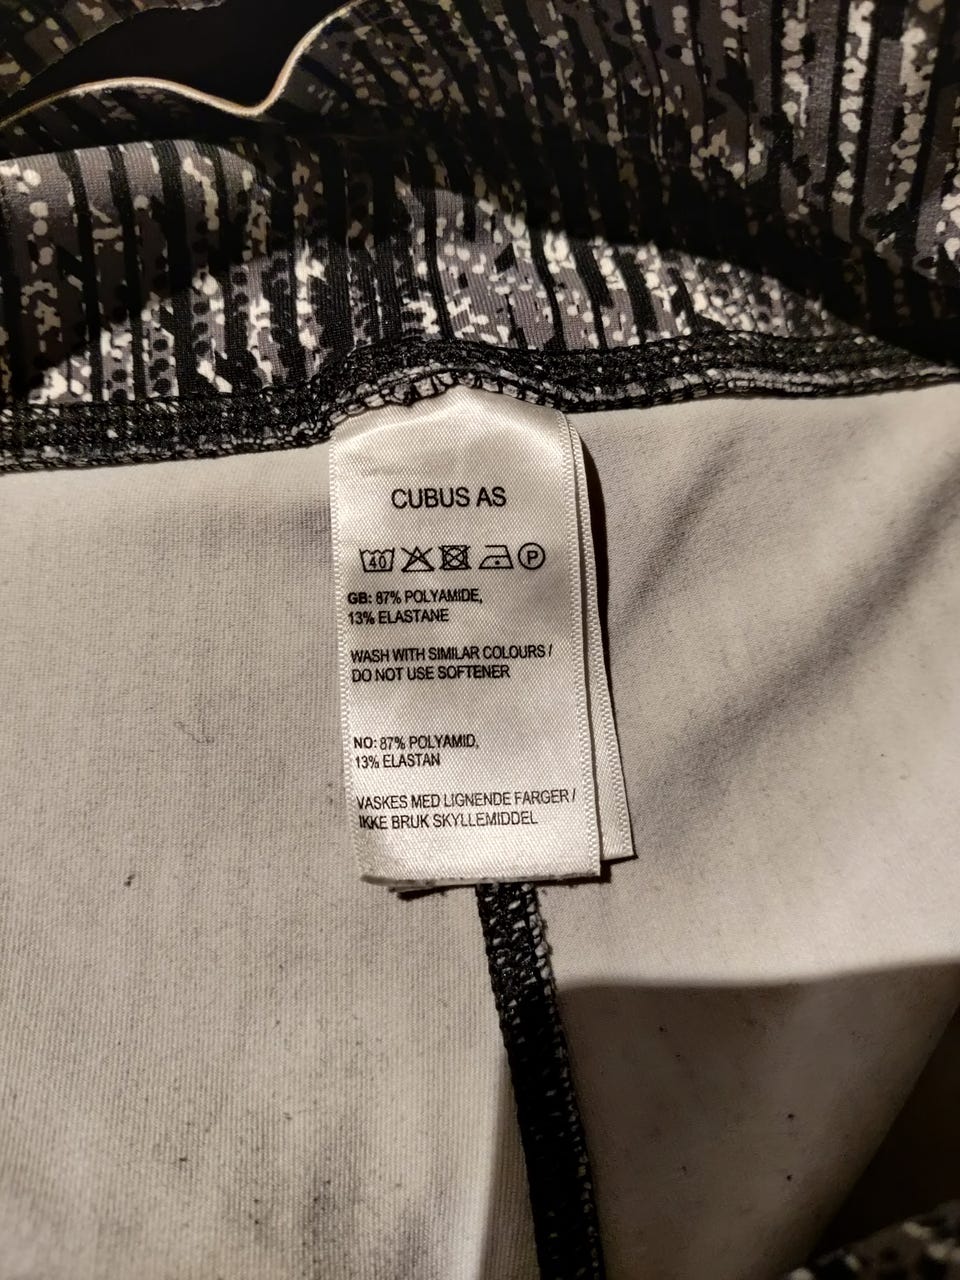 CUBUS AS
40 P
GB: 87% POLYAMIDE,
13% ELASTANE
WASH WITH SIMILAR COLOURS /
DO NOT USE SOFTENER
NO: 87% POLYAMID,
13% ELASTAN
VASKES MED LIGNENDE FARGER /
IKKE BRUK SKYLLEMIDDEL